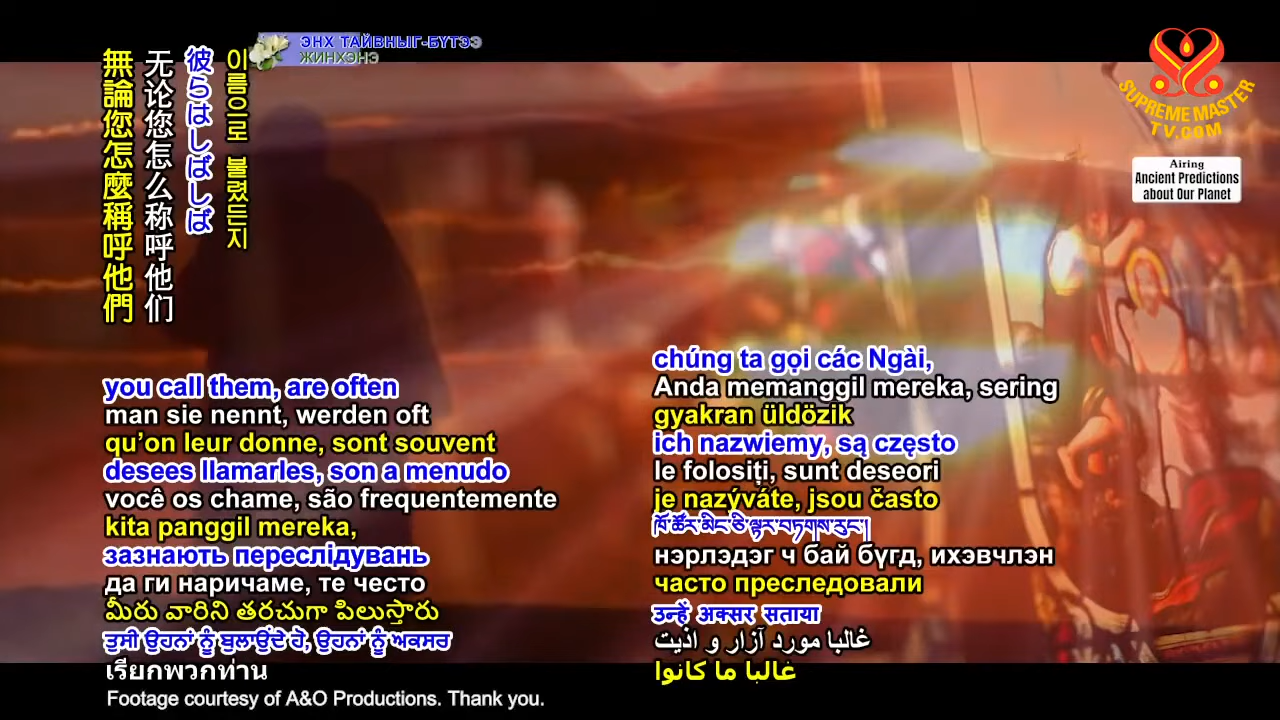 ЭНХ ТАЙВНЫГ-БҮТЭЭ
ЖИНХЭНЭ
SUPREME MASTER
TV.COM
Airing
Ancient Predictions
about Our Planet
無論您怎麼稱呼他們
无论您怎么称呼他们
彼らはしばしば
이름으로 불렸든지
you call them, are often
man sie nennt, werden oft
qu’on leur donne, sont souvent
desees llamarles, son a menudo
você os chame, são frequentemente
kita panggil mereka,
зазнають переслідувань
да ги наричаме, те често
మీరు వారిని తరచుగా పిలుస్తారు
ਤੁਸੀ ਉਹਨਾਂ ਨੂੰ ਬੁਲਾਉਂਦੇ ਹੋ, ਉਹਨਾਂ ਨੂੰ ਅਕਸਰ
เรียกพวกท่าน
chúng ta gọi các Ngài,
Anda memanggil mereka, sering
gyakran üldözik
ich nazwiemy, są często
le folosiți, sunt deseori
je nazýváte, jsou často
ཁོ་ཚོར་མིང་ཅི་ལྟར་བཏགས་རུང་།
нэрлэдэг ч бай бүгд, ихэвчлэн
часто преследовали
उन्हें अक्सर सताया
غالبا مورد آزار و اذیت
غالبا ما كانوا
Footage courtesy of A&O Productions. Thank you.